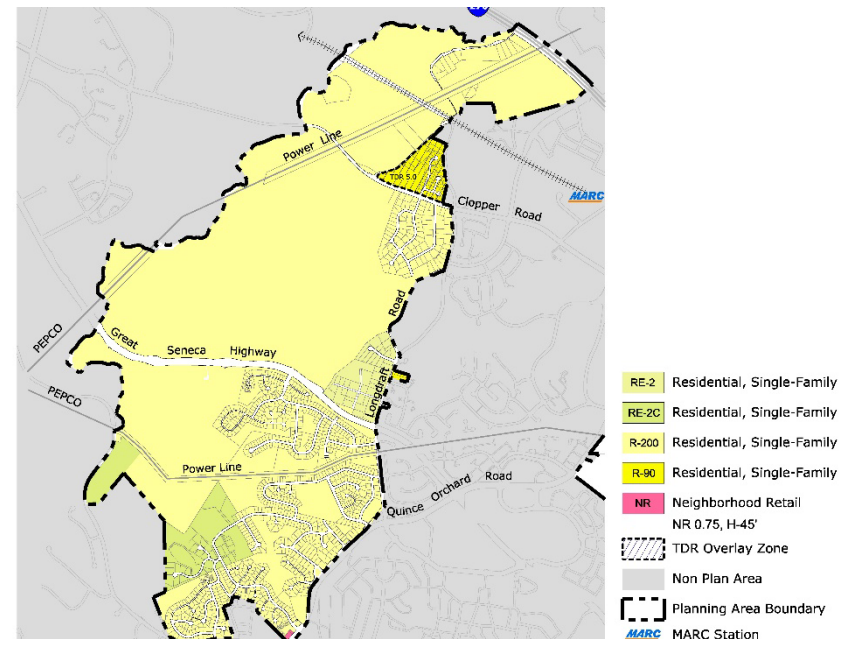 Power Line
TDR 5.0
Clopper Road
MARC
Road
PEPCO
Great Seneca Highway
PEPCO
Longdraft
Power Line
Quince Orchard Road
RE-2 Residential, Single-Family
RE-2C Residential, Single-Family
R-200 Residential, Single-Family
R-90 Residential, Single-Family
NR Neighborhood Retail
NR 0.75, H-45'
TDR Overlay Zone
Non Plan Area
Planning Area Boundary
MARC MARC Station